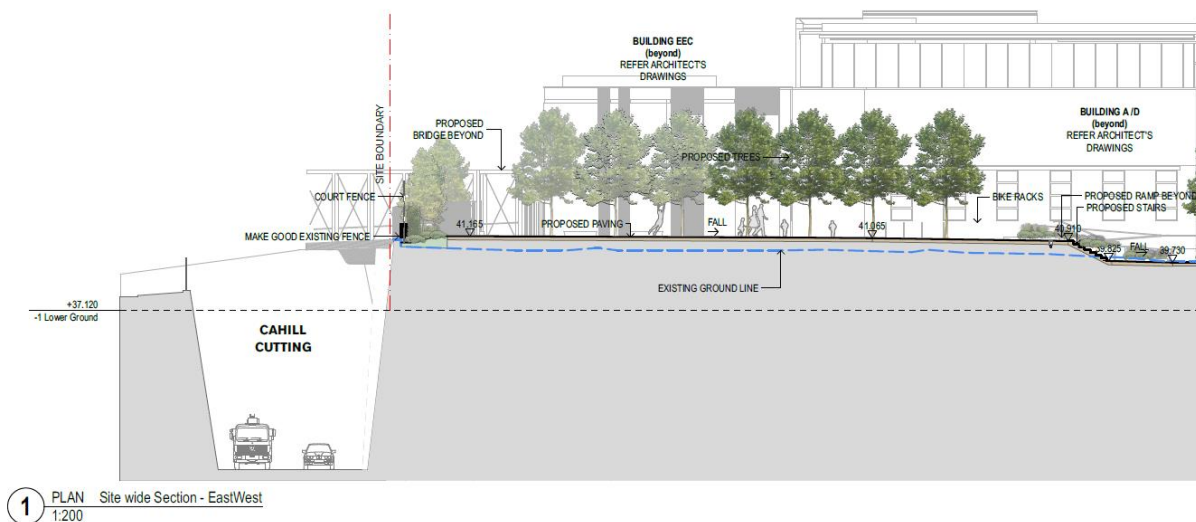 BUILDING EEC
(beyond)
REFER ARCHITECT'S
DRAWINGS
SITE BOUNDARY
PROPOSED
BRIDGE BEYOND
BUILDING A /D
(beyond)
REFER ARCHITECT'S
DRAWINGS
PROPOSED TREES
COURT FENCE
BIKE RACKS
PROPOSED RAMP BEYOND
PROPOSED STAIRS
MAKE GOOD EXISTING FENCE
41.165
PROPOSED PAVING
FALL
41.065
40.910
39.825
FALL
39.730
EXISTING GROUND LINE
+37.120
-1 Lower Ground
CAHILL
CUTTING
1
PLAN Site wide Section - EastWest
1:200